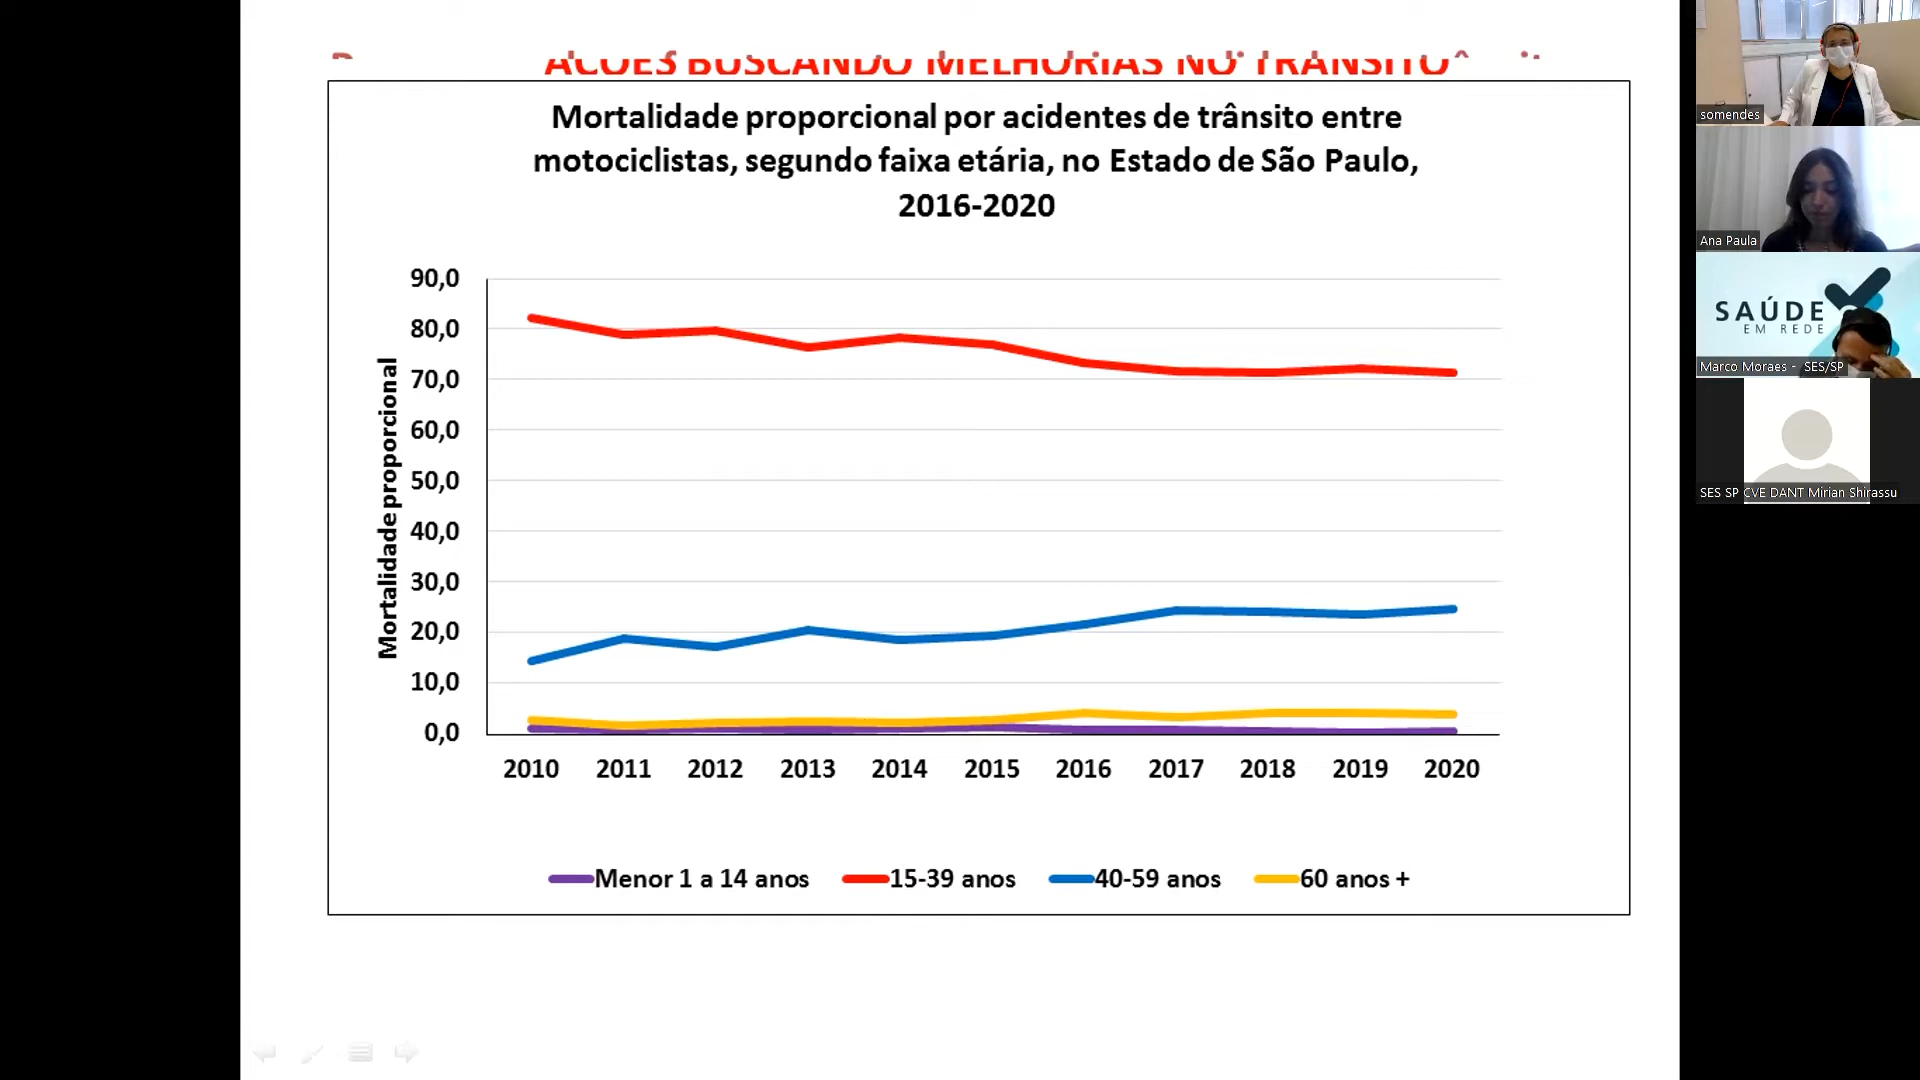 AÇÕES BUSCANDO MELHORIAS NO TRÂNSITO
Mortalidade proporcional por acidentes de trânsito entre
motociclistas, segundo faixa etária, no Estado de São Paulo,
2016-2020
Mortalidade proporcional
90,0
80,0
70,0
60,0
50,0
40,0
30,0
20,0
10,0
0,0
2010 2011 2012 2013 2014 2015 2016 2017 2018 2019 2020
Menor 1 a 14 anos 15-39 anos 40-59 anos 60 anos +
somendes
Ana Paula
SAÚDE
EM REDE
Marco Moraes - SES/SP
SES SP CVE DANT Mirian Shirassu